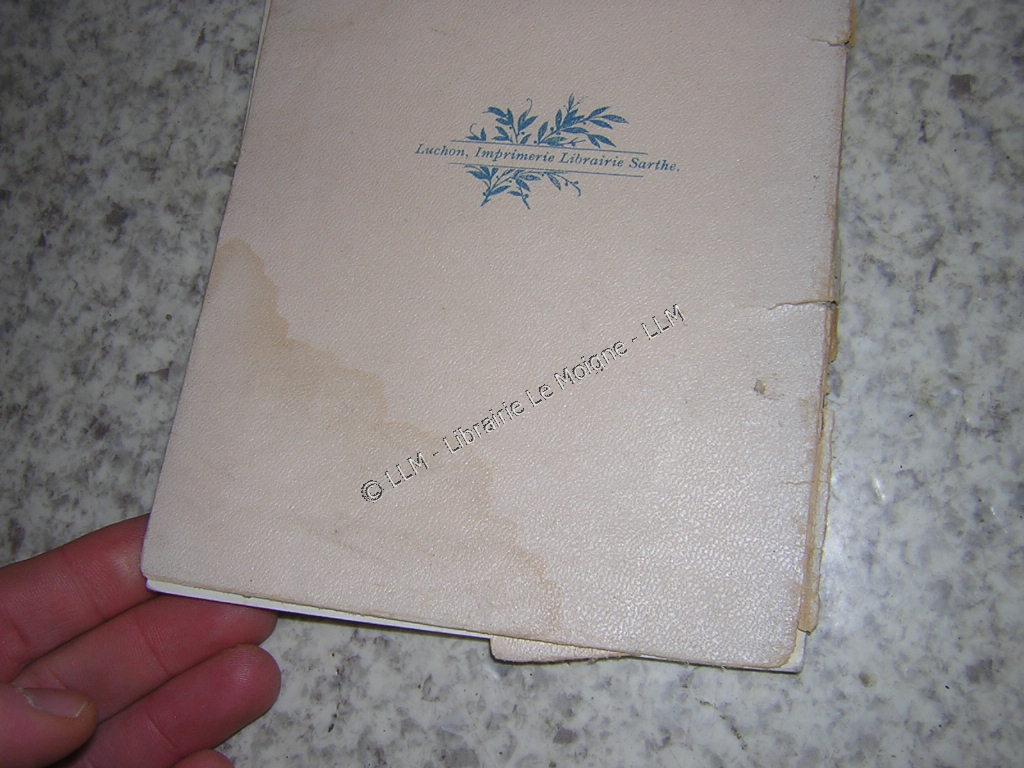 Luchon, Imprimerie Librairie Sarthe.
© LLM - Librairie Le Moigne - LLM